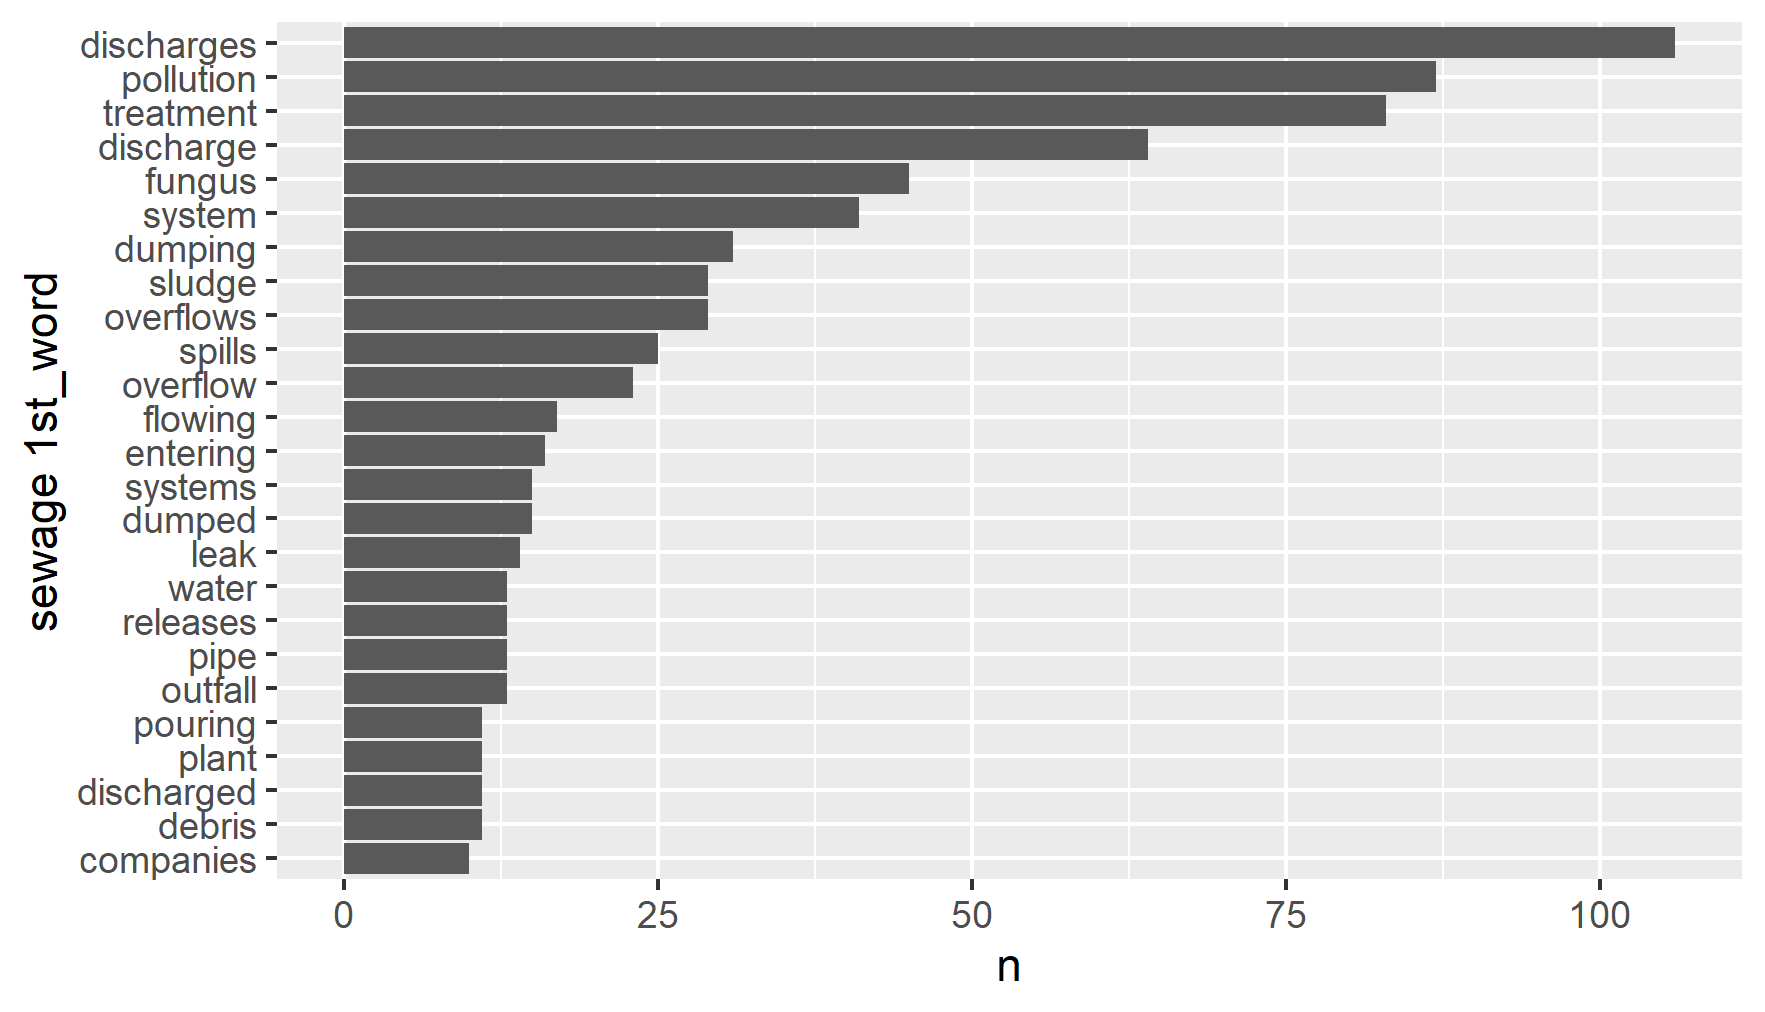 discharges
pollution
treatment
discharge
fungus
system
dumping
sludge
overflows
spills
overflow
flowing
entering
systems
dumped
leak
water
releases
pipe
outfall
pouring
plant
discharged
debris
companies
sewage 1st_word
0 25 50 75 100
n